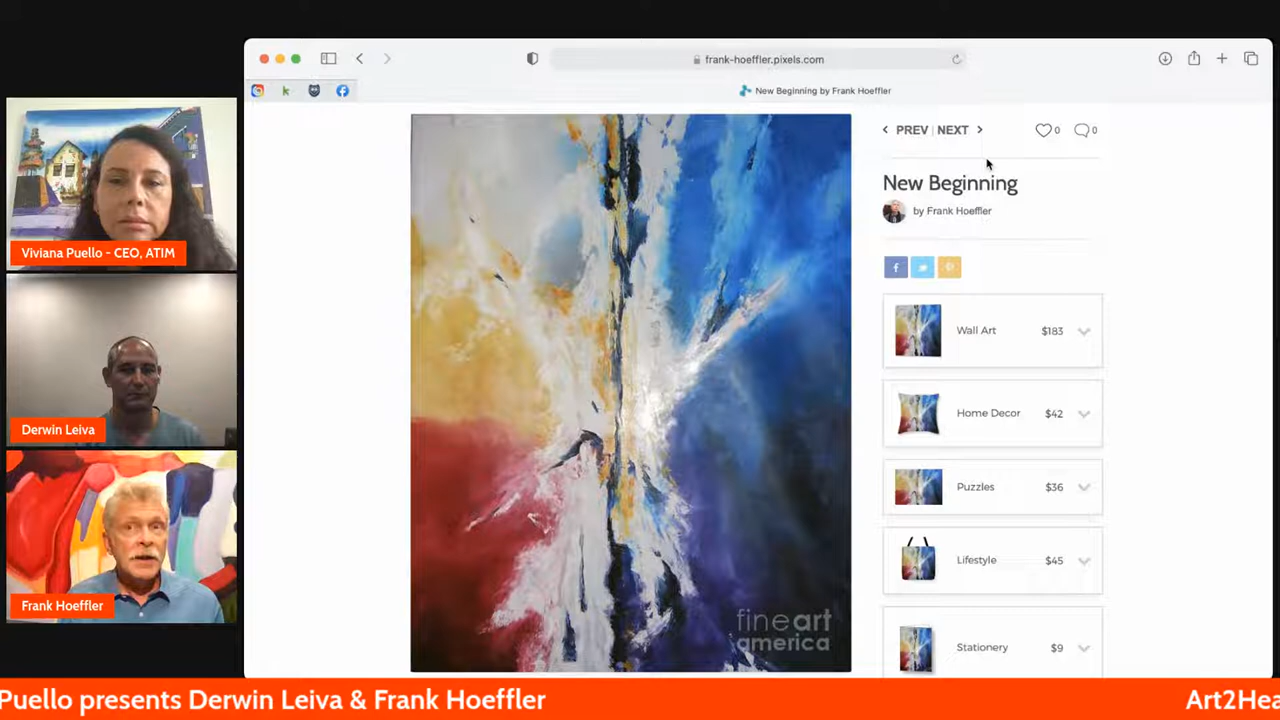 frank-hoeffler.pixels.com
New Beginning by Frank Hoeffler
Viviana Puello - CEO, ATIM
Derwin Leiva
Frank Hoeffler
fineart
america
PREV | NEXT
0
0
New Beginning
by Frank Hoeffler
Wall Art $183
Home Decor $42
Puzzles $36
Lifestyle $45
Stationery $9
Puello presents Derwin Leiva & Frank Hoeffler
Art2Hea